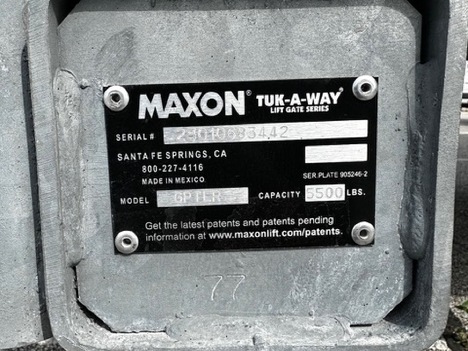 MAXON® TUK-A-WAY®
LIFT GATE SERIES
SERIAL #
SANTA FE SPRINGS, CA
800-227-4116
MADE IN MEXICO
SER.PLATE 905246-2
MODEL GPTLR CAPACITY 5500 LBS.
Get the latest patents and patents pending
information at www.maxonlift.com/patents.
77